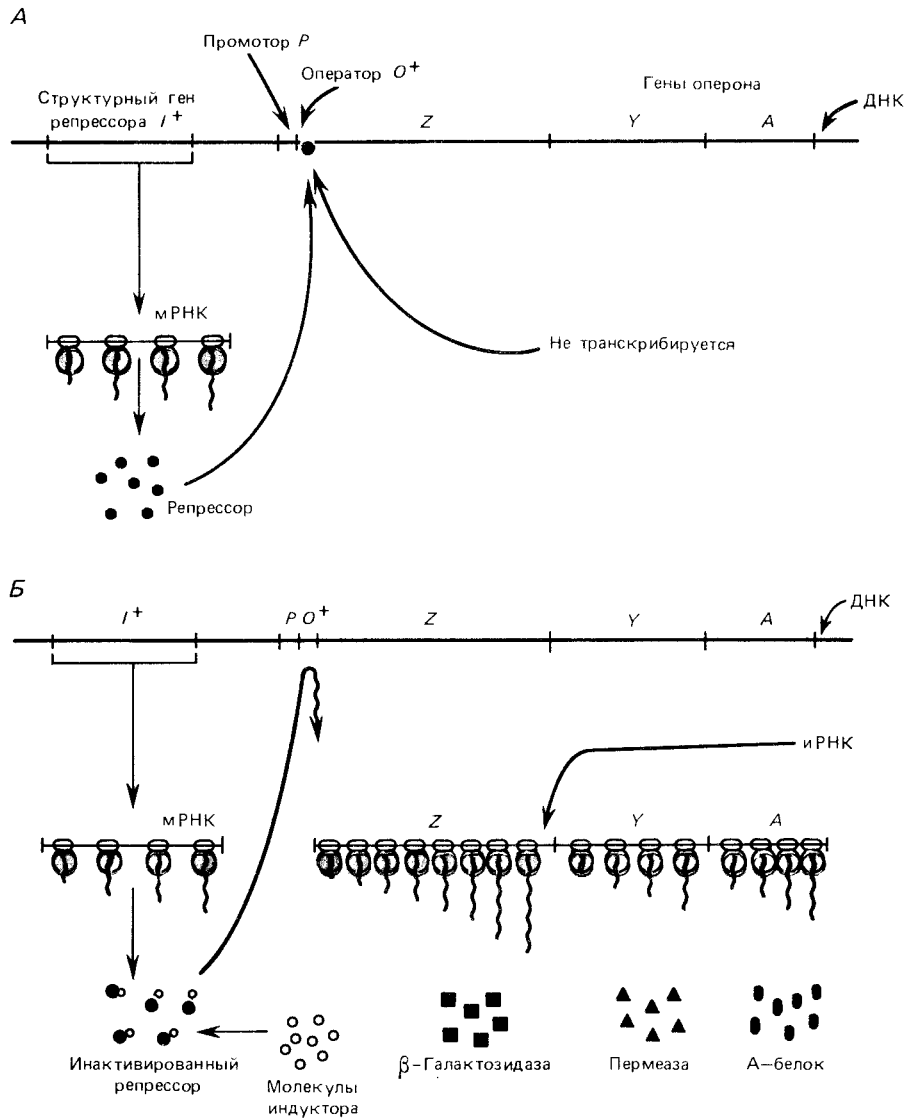 А
Промотор P
Оператор O+
Структурный ген
репрессора I+
Гены оперона
ДНК
Z
Y
A
мРНК
Не транскрибируется
Репрессор
Б
I+
P O+
Z
Y
A
ДНК
иРНК
мРНК
Z
Y
A
Инактивированный
репрессор
Молекулы
индуктора
β-Галактозидаза
Пермеаза
А-белок